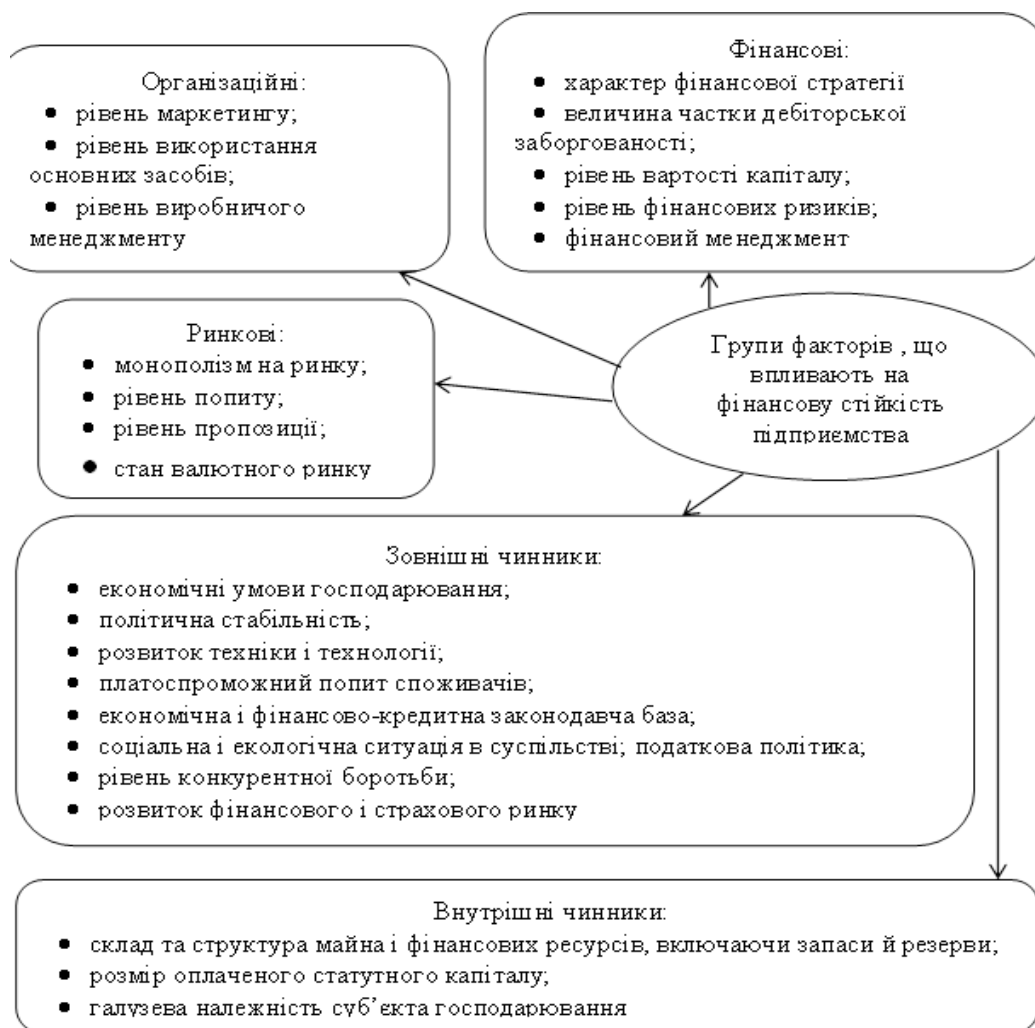 Організаційні:
● рівень маркетингу;
● рівень використання
основних засобів;
● рівень виробничого
менеджменту
Фінансові:
● характер фінансової стратегії
● величина частки дебіторської
заборгованості;
● рівень вартості капіталу;
● рівень фінансових ризиків;
● фінансовий менеджмент
Ринкові:
● монополізм на ринку;
● рівень попиту;
● рівень пропозиції;
● стан валютного ринку
Групи факторів , що
впливають на
фінансову стійкість
підприємства
Зовнішні чинники:
● економічні умови господарювання;
● політична стабільність;
● розвиток техніки і технології;
● платоспроможний попит споживачів;
● економічна і фінансово-кредитна законодавча база;
● соціальна і екологічна ситуація в суспільстві; податкова політика;
● рівень конкурентної боротьби;
● розвиток фінансового і страхового ринку
Внутрішні чинники:
● склад та структура майна і фінансових ресурсів, включаючи запаси й резерви;
● розмір оплаченого статутного капіталу;
● галузева належність суб’єкта господарювання